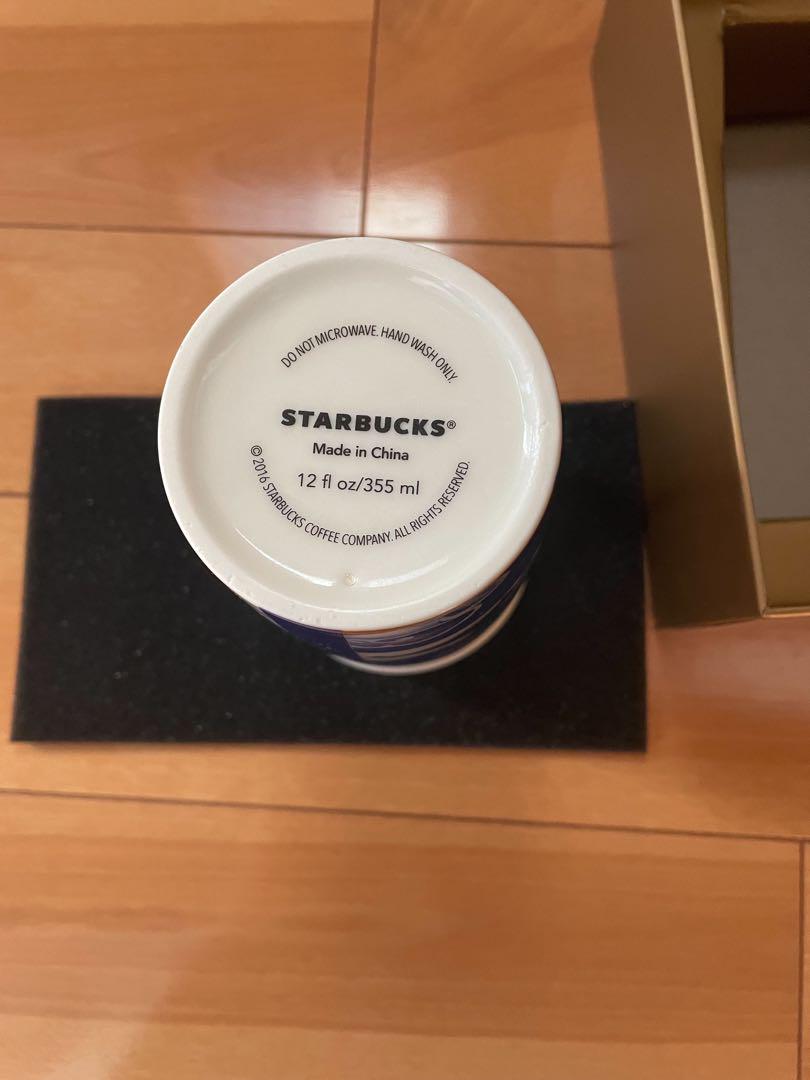 DO NOT MICROWAVE. HAND WASH ONLY.
STARBUCKS®
Made in China
12 fl oz/355 ml
©2016 STARBUCKS COFFEE COMPANY. ALL RIGHTS RESERVED.